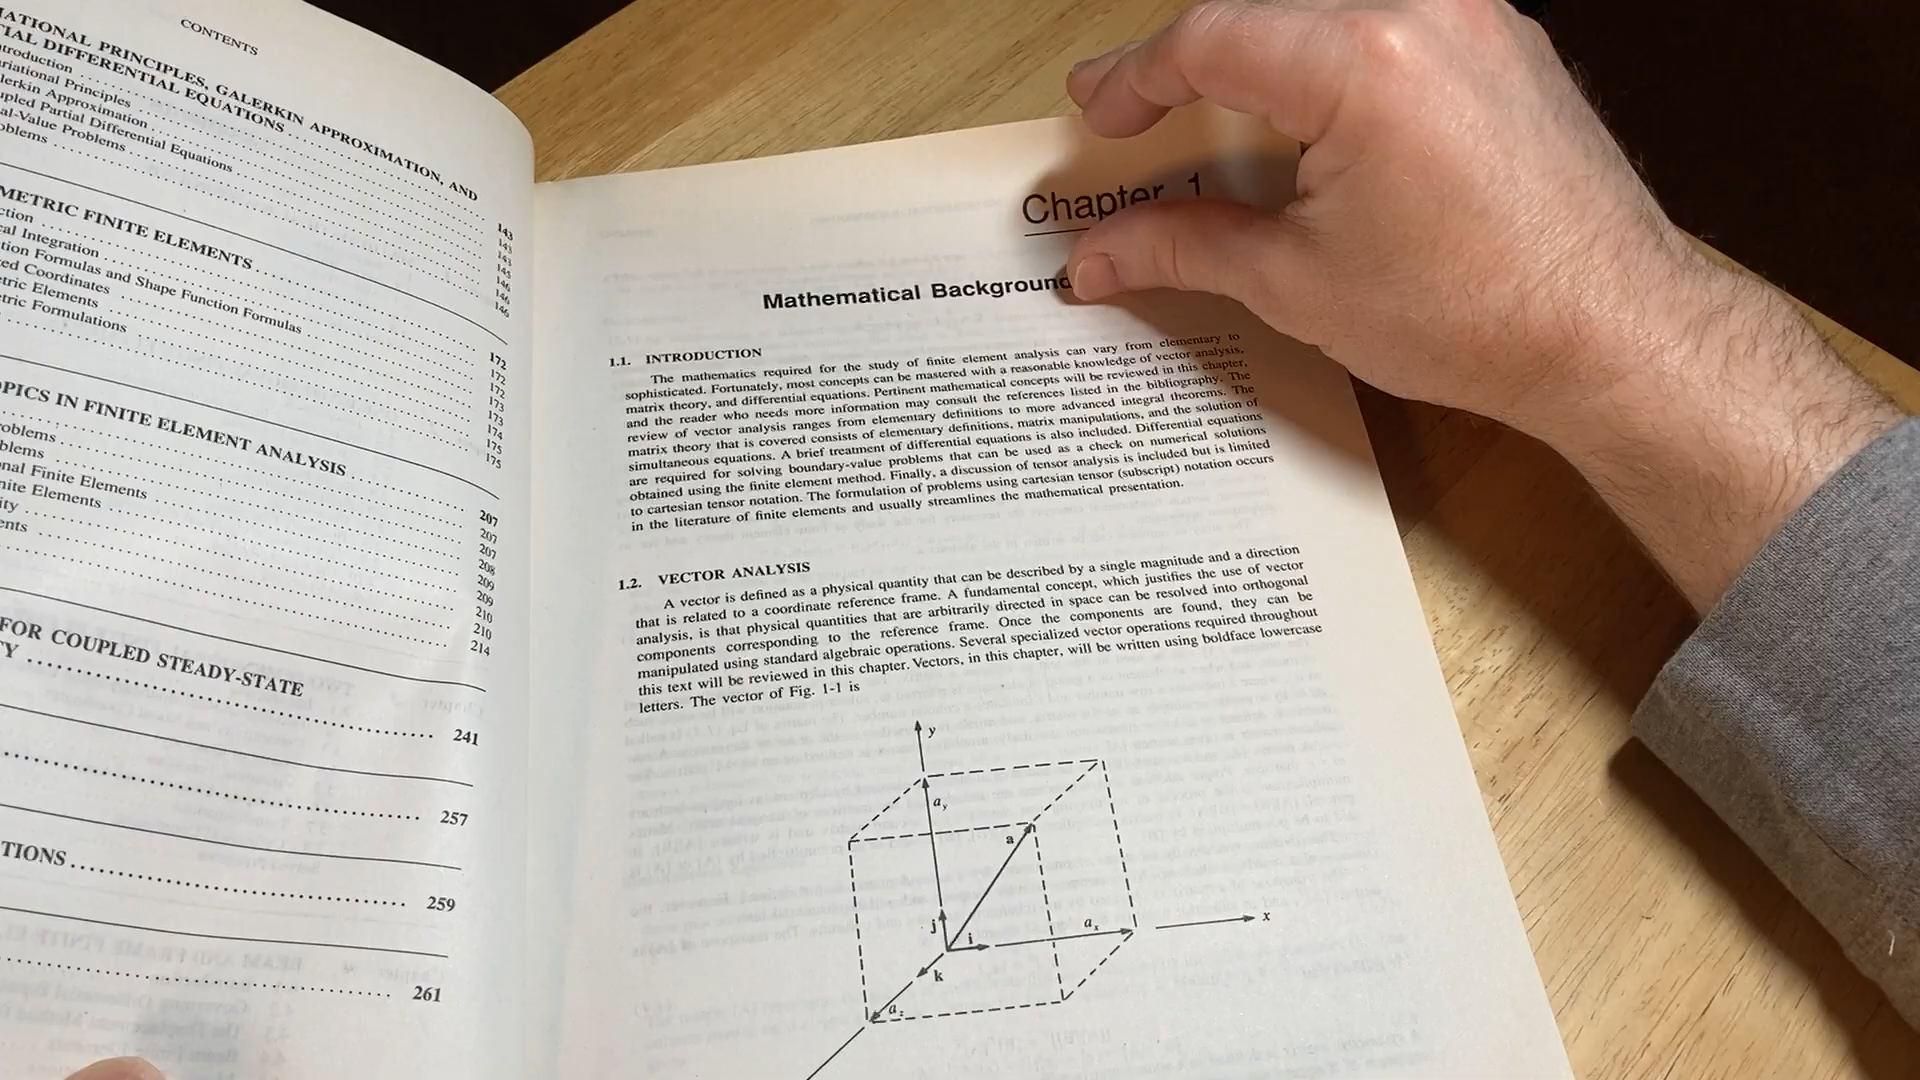 CONTENTS
ATIONAL PRINCIPLES, GALERKIN APPROXIMATION, AND
TIAL DIFFERENTIAL EQUATIONS
troduction
ariational Principles
lerkin Approximation
upled Partial Differential Equations
al-Value Problems
oblems
143
143
143
145
146
146
146
METRIC FINITE ELEMENTS
ction
cal Integration
tion Formulas and Shape Function Formulas
ted Coordinates
etric Elements
etric Formulations
172
172
172
173
173
174
175
175
OPICS IN FINITE ELEMENT ANALYSIS
roblems
blems
nal Finite Elements
nite Elements
ity
ents
207
207
207
208
209
209
210
210
214
FOR COUPLED STEADY-STATE
TY 241
257
TIONS 259
261
Chapter 1
Mathematical Background
1.1. INTRODUCTION
The mathematics required for the study of finite element analysis can vary from elementary to
sophisticated. Fortunately, most concepts can be mastered with a reasonable knowledge of vector analysis,
matrix theory, and differential equations. Pertinent mathematical concepts will be reviewed in this chapter,
and the reader who needs more information may consult the references listed in the bibliography. The
review of vector analysis ranges from elementary definitions to more advanced integral theorems. The
matrix theory that is covered consists of elementary definitions, matrix manipulations, and the solution of
simultaneous equations. A brief treatment of differential equations is also included. Differential equations
are required for solving boundary-value problems that can be used as a check on numerical solutions
obtained using the finite element method. Finally, a discussion of tensor analysis is included but is limited
to cartesian tensor notation. The formulation of problems using cartesian tensor (subscript) notation occurs
in the literature of finite elements and usually streamlines the mathematical presentation.
1.2. VECTOR ANALYSIS
A vector is defined as a physical quantity that can be described by a single magnitude and a direction
that is related to a coordinate reference frame. A fundamental concept, which justifies the use of vector
analysis, is that physical quantities that are arbitrarily directed in space can be resolved into orthogonal
components corresponding to the reference frame. Once the components are found, they can be
manipulated using standard algebraic operations. Several specialized vector operations required throughout
this text will be reviewed in this chapter. Vectors, in this chapter, will be written using boldface lowercase
letters. The vector of Fig. 1-1 is
y
a_y
a
j
i
a_x
x
k
a_z